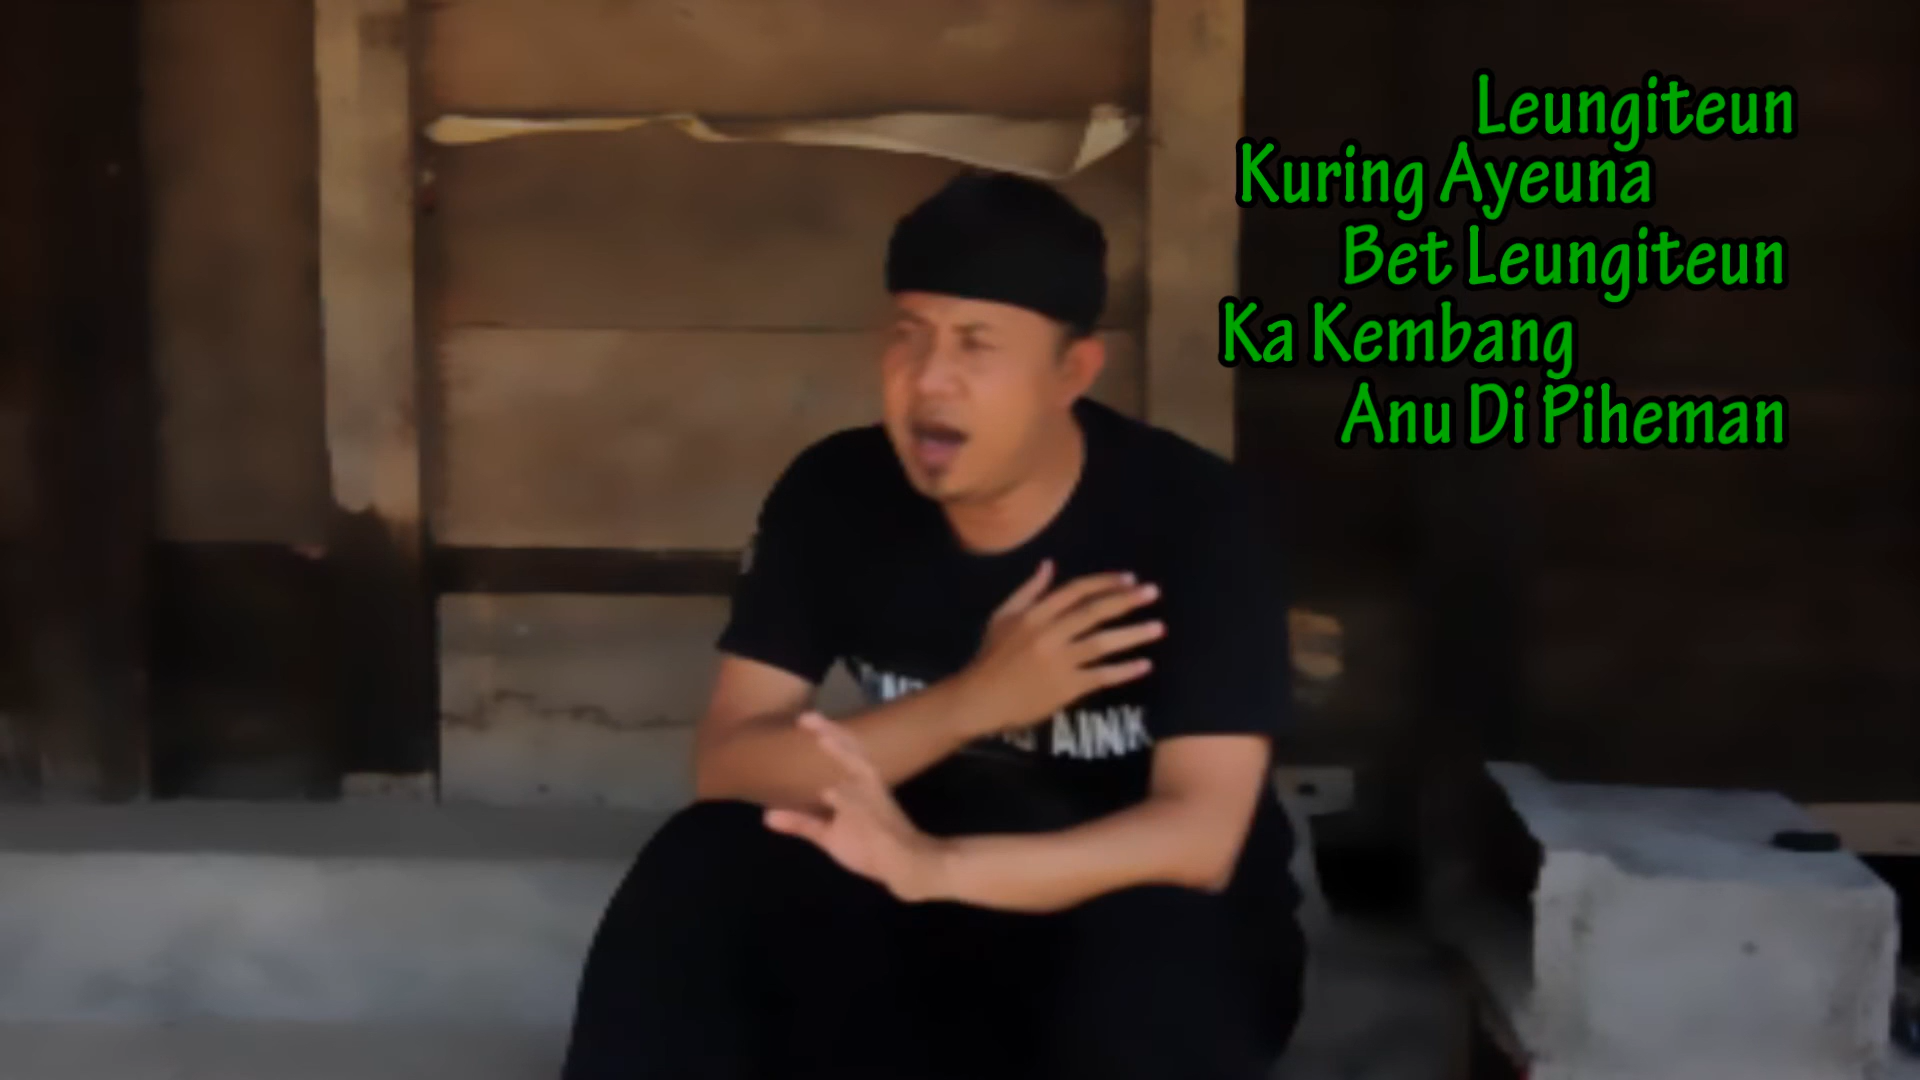 Leungiteun
Kuring Ayeuna
Bet Leungiteun
Ka Kembang
Anu Di Piheman
AINK